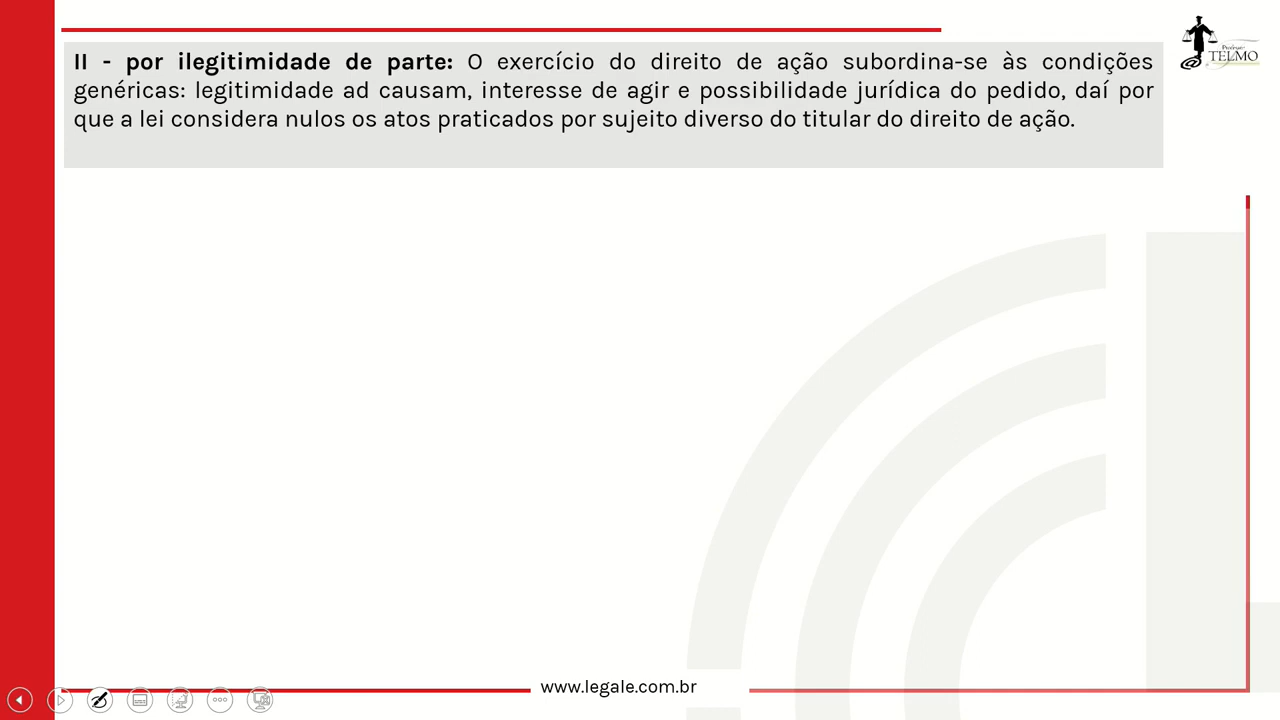 II - por ilegitimidade de parte: O exercício do direito de ação subordina-se às condições
genéricas: legitimidade ad causam, interesse de agir e possibilidade jurídica do pedido, daí por
que a lei considera nulos os atos praticados por sujeito diverso do titular do direito de ação.
Professor
TELMO
www.legale.com.br